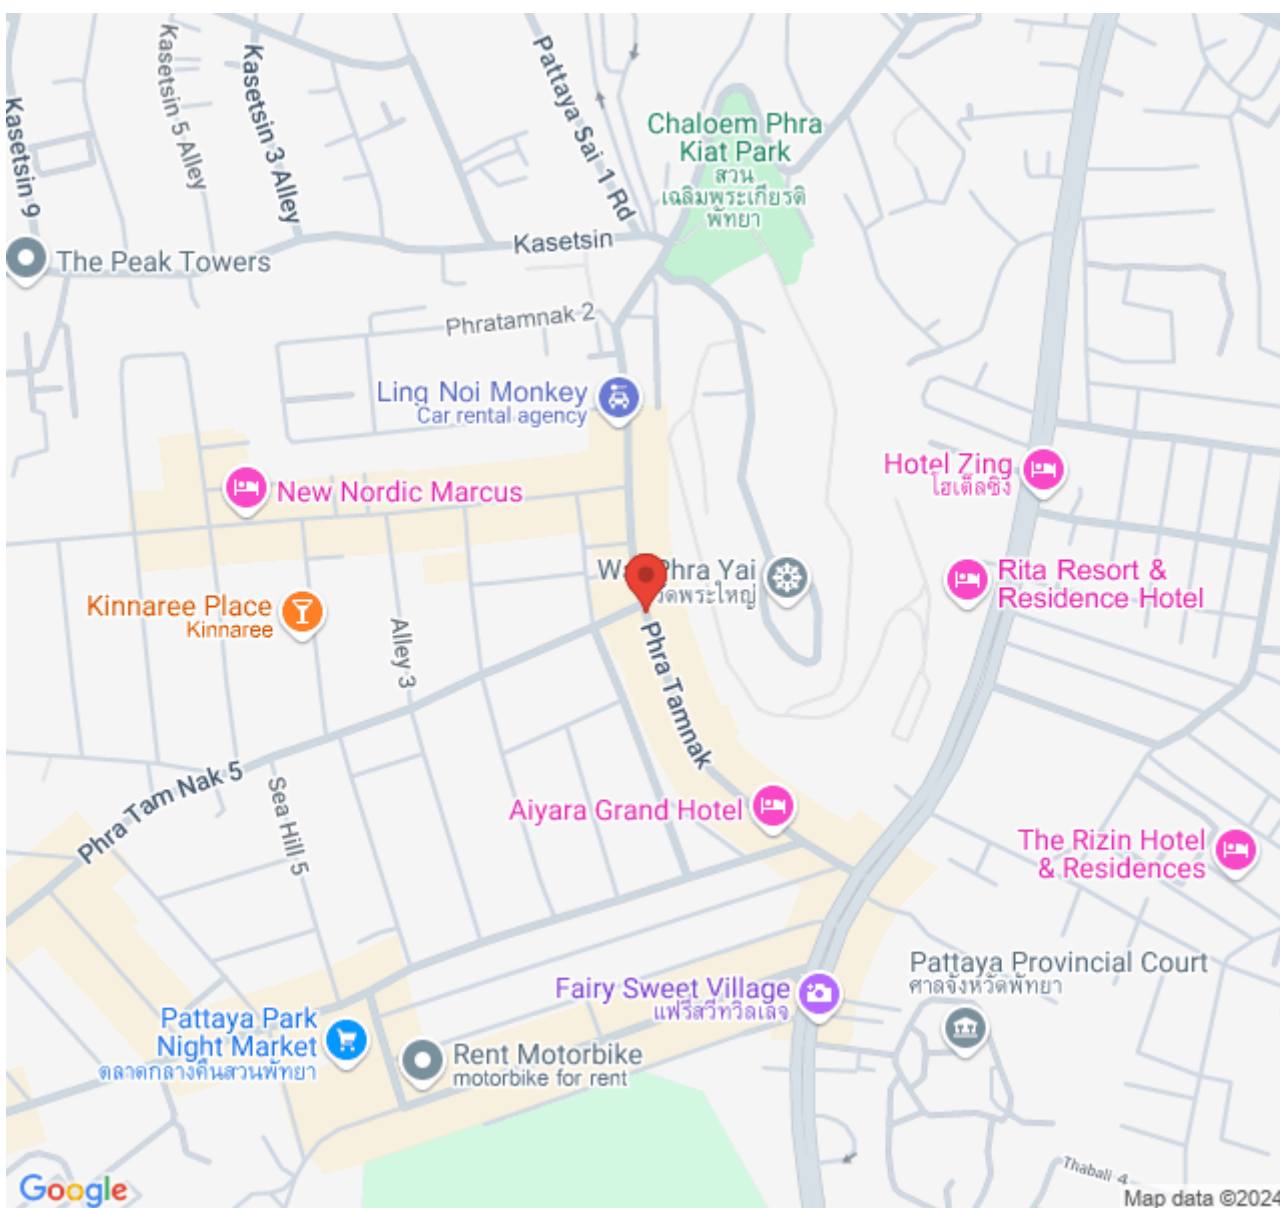 Kasetsin 5 Alley
Kasetsin 3 Alley
Kasetsin 9
Pattaya Sai 1 Rd
Chaloem Phra
Kiat Park
สวน
เฉลิมพระเกียรติ
พัทยา
Kasetsin
The Peak Towers
Phratamnak 2
Ling Noi Monkey
Car rental agency
Hotel Zing
โฮเต็ลซิง
New Nordic Marcus
Phra Yai
วัดพระใหญ่
Rita Resort &
Residence Hotel
Kinnaree Place
Kinnaree
Alley 3
Phra Tamnak
Phra Tam Nak 5
Sea Hill 5
Aiyara Grand Hotel
The Rizin Hotel
& Residences
Pattaya Provincial Court
ศาลจังหวัดพัทยา
Fairy Sweet Village
แฟรี่สวีทวิลเลจ
Pattaya Park
Night Market
ตลาดกลางคืนสวนพัทยา
Rent Motorbike
motorbike for rent
Thabali 4
Google
Map data ©2024